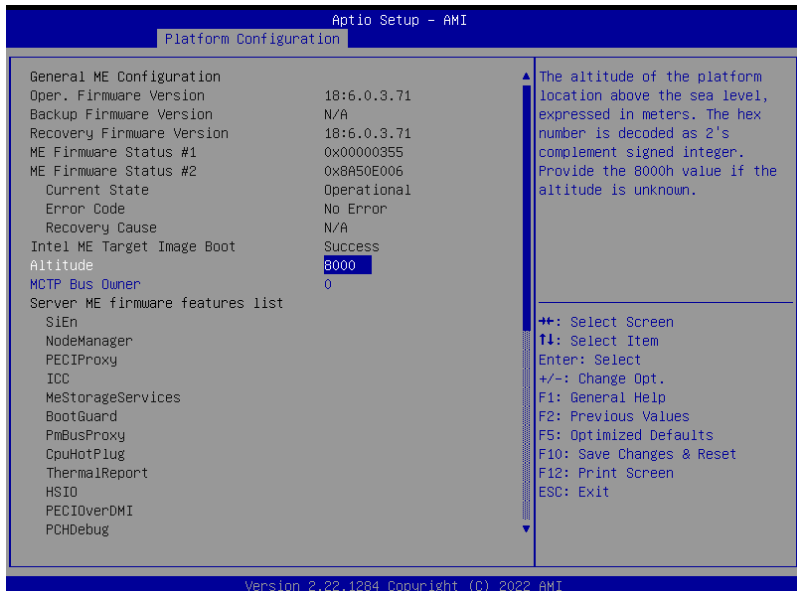 Aptio Setup – AMI
Platform Configuration
General ME Configuration
Oper. Firmware Version 18:6.0.3.71
Backup Firmware Version N/A
Recovery Firmware Version 18:6.0.3.71
ME Firmware Status #1 0x00000355
ME Firmware Status #2 0x8A50E006
Current State Operational
Error Code No Error
Recovery Cause N/A
Intel ME Target Image Boot Success
Altitude 8000
MCTP Bus Owner 0
Server ME firmware features list
SiEn
NodeManager
PECIProxy
ICC
MeStorageServices
BootGuard
PmBusProxy
CpuHotPlug
ThermalReport
HSIO
PECIOverDMI
PCHDebug
The altitude of the platform
location above the sea level,
expressed in meters. The hex
number is decoded as 2's
complement signed integer.
Provide the 8000h value if the
altitude is unknown.
→←: Select Screen
↑↓: Select Item
Enter: Select
+/-: Change Opt.
F1: General Help
F2: Previous Values
F5: Optimized Defaults
F10: Save Changes & Reset
F12: Print Screen
ESC: Exit
Version 2.22.1284 Copyright (C) 2022 AMI